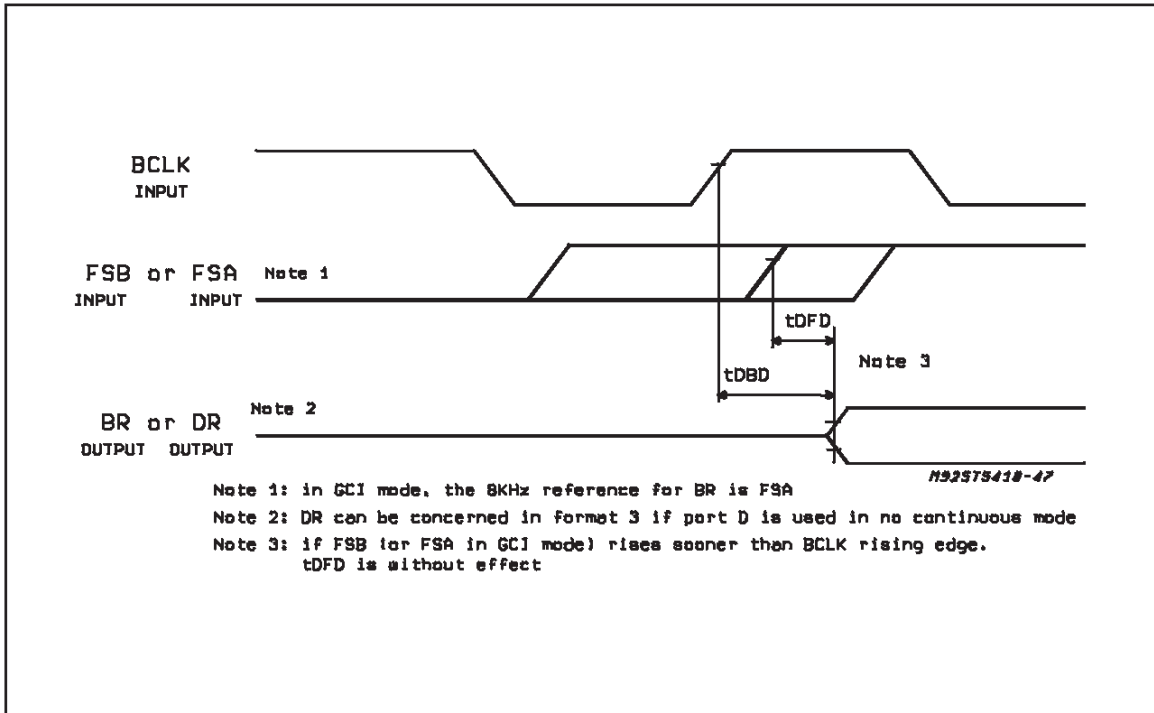 BCLK
INPUT
FSB or FSA Note 1
INPUT INPUT
tDFD
Note 3
tDBD
Note 2
BR or DR
OUTPUT OUTPUT
M92ST5410-47
Note 1: in GCI mode, the 8KHz reference for BR is FSA
Note 2: DR can be concerned in format 3 if port D is used in no continuous mode
Note 3: if FSB (or FSA in GCI mode) rises sooner than BCLK rising edge.
tDFD is without effect